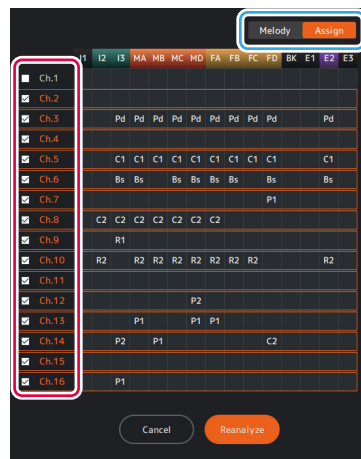 Melody Assign
I1 I2 I3 MA MB MC MD FA FB FC FD BK E1 E2 E3
Ch.1
Ch.2
Ch.3 Pd Pd Pd Pd Pd Pd Pd Pd Pd Pd
Ch.4
Ch.5 C1 C1 C1 C1 C1 C1 C1 C1 C1 C1
Ch.6 Bs Bs Bs Bs Bs Bs Bs Bs
Ch.7 P1
Ch.8 C2 C2 C2 C2 C2 C2 C2
Ch.9 R1
Ch.10 R2 R2 R2 R2 R2 R2 R2 R2 R2
Ch.11
Ch.12 P2
Ch.13 P1 P1 P1
Ch.14 P2 P1 C2
Ch.15
Ch.16 P1
Cancel Reanalyze